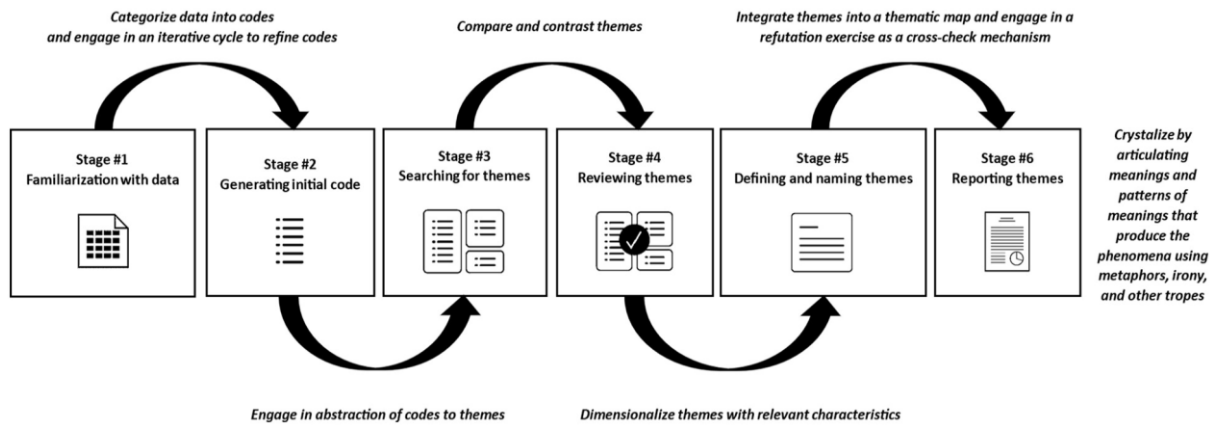 Categorize data into codes
and engage in an iterative cycle to refine codes
Compare and contrast themes
Integrate themes into a thematic map and engage in a
refutation exercise as a cross-check mechanism
Stage #1
Familiarization with data
Stage #2
Generating initial code
Stage #3
Searching for themes
Stage #4
Reviewing themes
Stage #5
Defining and naming themes
Stage #6
Reporting themes
Crystalize by
articulating
meanings and
patterns of
meanings that
produce the
phenomena using
metaphors, irony,
and other tropes
Engage in abstraction of codes to themes
Dimensionalize themes with relevant characteristics